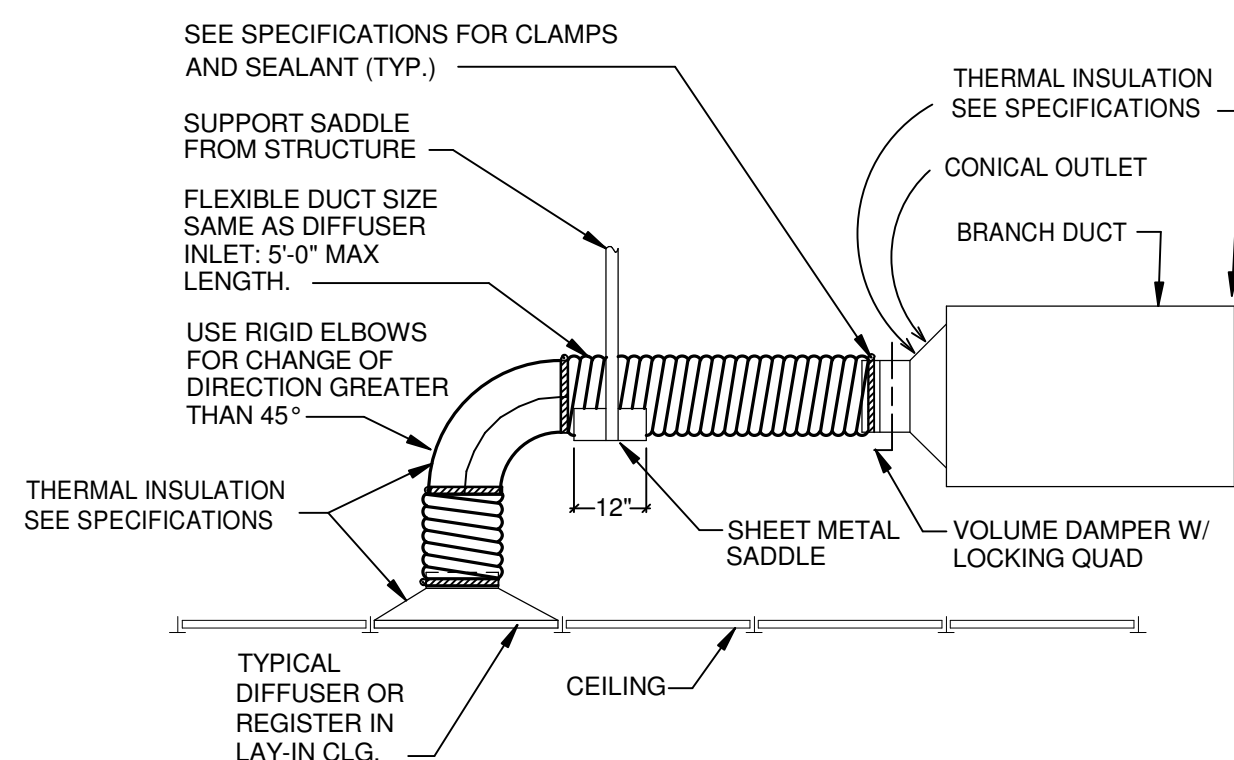 SEE SPECIFICATIONS FOR CLAMPS
AND SEALANT (TYP.)
SUPPORT SADDLE
FROM STRUCTURE
FLEXIBLE DUCT SIZE
SAME AS DIFFUSER
INLET: 5'-0" MAX
LENGTH.
USE RIGID ELBOWS
FOR CHANGE OF
DIRECTION GREATER
THAN 45°
THERMAL INSULATION
SEE SPECIFICATIONS
THERMAL INSULATION
SEE SPECIFICATIONS
CONICAL OUTLET
BRANCH DUCT
12"
SHEET METAL
SADDLE
VOLUME DAMPER W/
LOCKING QUAD
TYPICAL
DIFFUSER OR
REGISTER IN
LAY-IN CLG.
CEILING